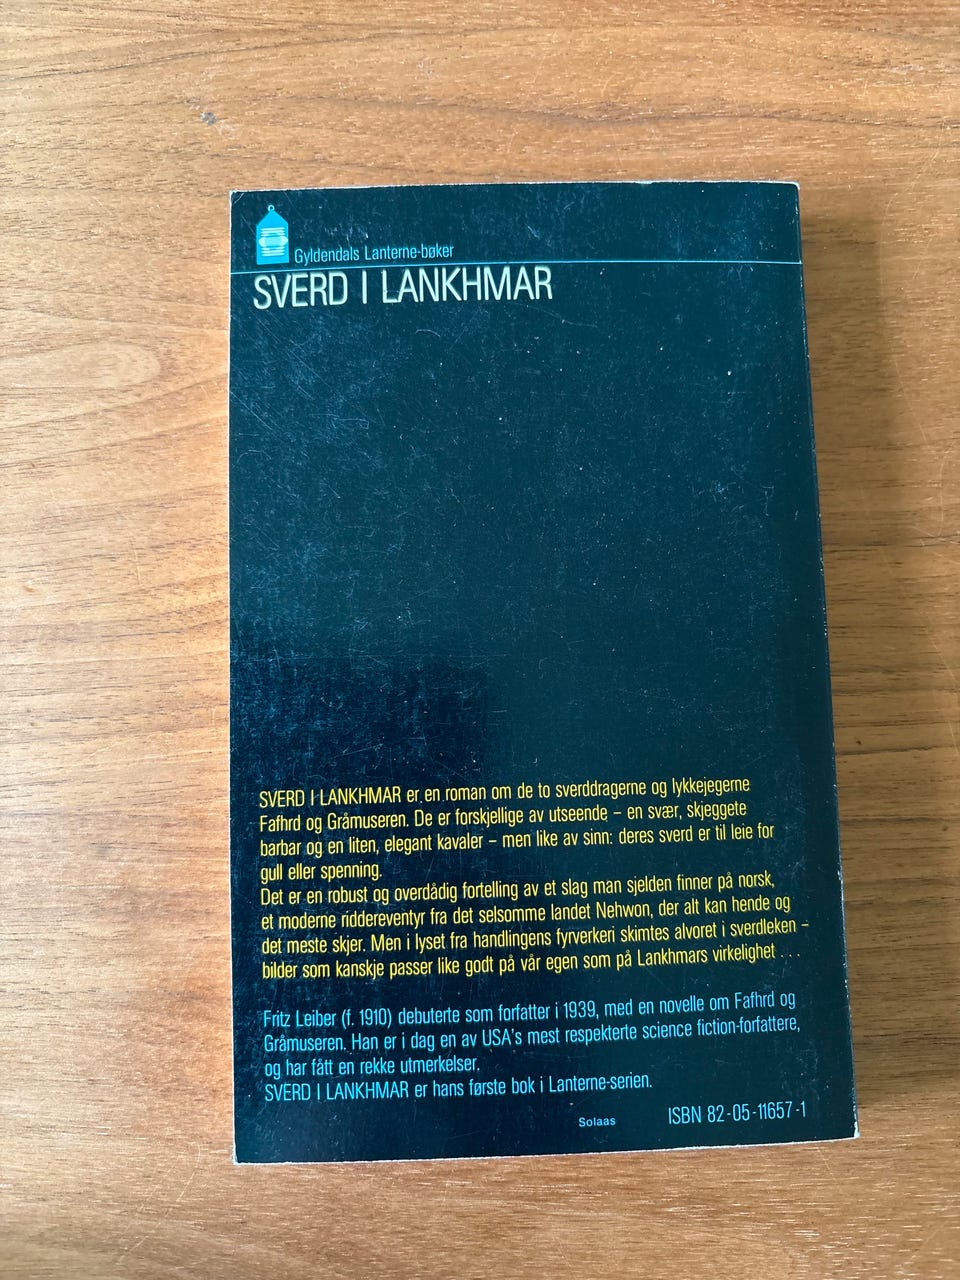 Gyldendals Lanterne-bøker
SVERD I LANKHMAR
SVERD I LANKHMAR er en roman om de to sverddragerne og lykkejegerne
Fafhrd og Gråmuseren. De er forskjellige av utseende – en svær, skjeggete
barbar og en liten, elegant kavaler – men like av sinn: deres sverd er til leie for
gull eller spenning.
Det er en robust og overdådig fortelling av et slag man sjelden finner på norsk,
et moderne riddereventyr fra det selsomme landet Nehwon, der alt kan hende og
det meste skjer. Men i lyset fra handlingens fyrverkeri skimtes alvoret i sverdleken –
bilder som kanskje passer like godt på vår egen som på Lankhmars virkelighet . . .
Fritz Leiber (f. 1910) debuterte som forfatter i 1939, med en novelle om Fafhrd og
Gråmuseren. Han er i dag en av USA's mest respekterte science fiction-forfattere,
og har fått en rekke utmerkelser.
SVERD I LANKHMAR er hans første bok i Lanterne-serien.
Solaas
ISBN 82-05-11657-1